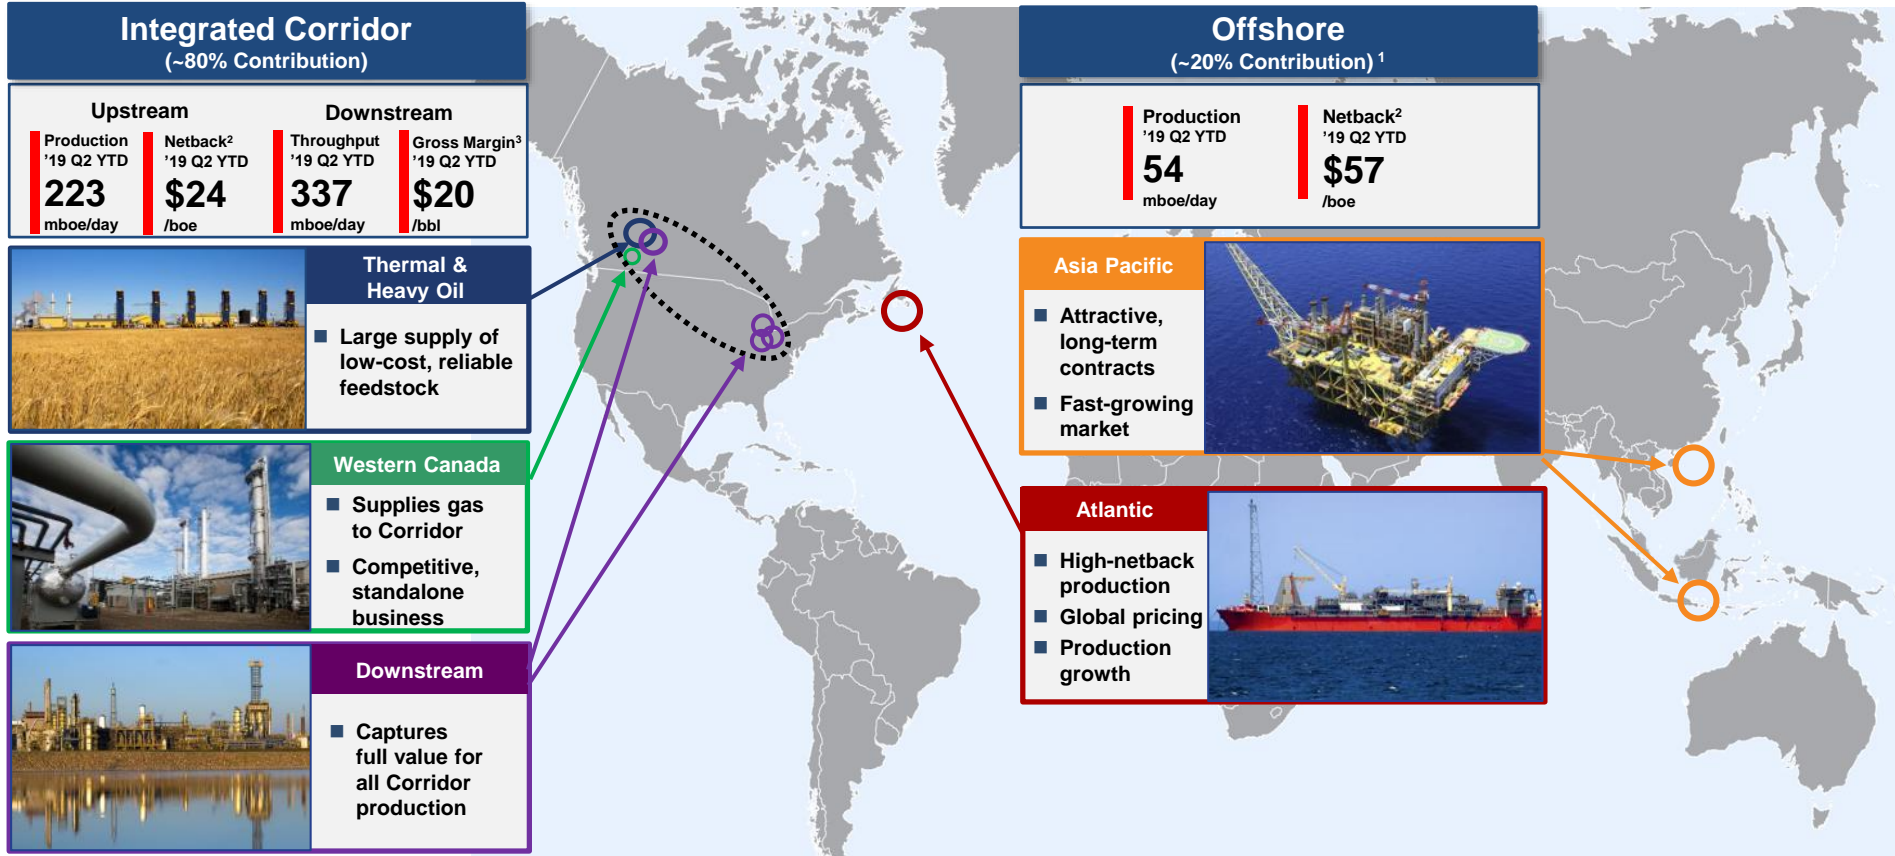 Integrated Corridor
(~80% Contribution)
Upstream
Production
’19 Q2 YTD
223
mboe/day
Netback2
’19 Q2 YTD
$24
/boe
Downstream
Throughput
’19 Q2 YTD
337
mboe/day
Gross Margin3
’19 Q2 YTD
$20
/bbl
Thermal &
Heavy Oil
Large supply of
low-cost, reliable
feedstock
Western Canada
Supplies gas
to Corridor
Competitive,
standalone
business
Downstream
Captures
full value for
all Corridor
production
Offshore
(~20% Contribution) 1
Production
’19 Q2 YTD
54
mboe/day
Netback2
’19 Q2 YTD
$57
/boe
Asia Pacific
Attractive,
long-term
contracts
Fast-growing
market
Atlantic
High-netback
production
Global pricing
Production
growth